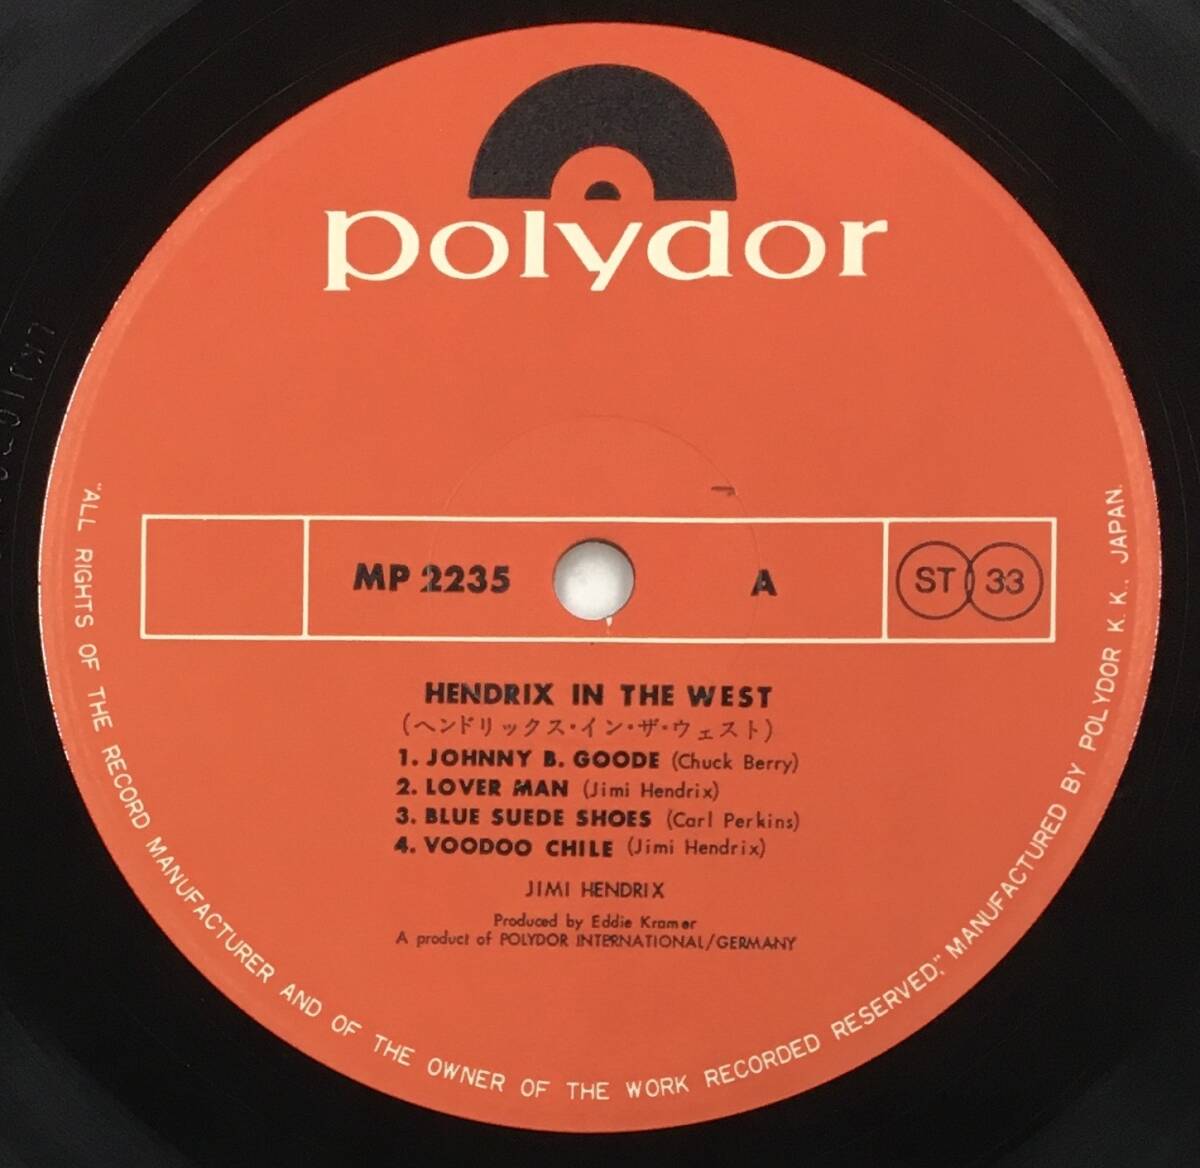 polydor
MP 2235
A
ST 33
HENDRIX IN THE WEST
(ヘンドリックス・イン・ザ・ウェスト)
1. JOHNNY B. GOODE (Chuck Berry)
2. LOVER MAN (Jimi Hendrix)
3. BLUE SUEDE SHOES (Carl Perkins)
4. VOODOO CHILE (Jimi Hendrix)
JIMI HENDRIX
Produced by Eddie Kramer
A product of POLYDOR INTERNATIONAL/GERMANY
"ALL RIGHTS OF THE RECORD MANUFACTURER AND OF THE OWNER OF THE WORK RECORDED RESERVED," MANUFACTURED BY POLYDOR K. K., JAPAN.